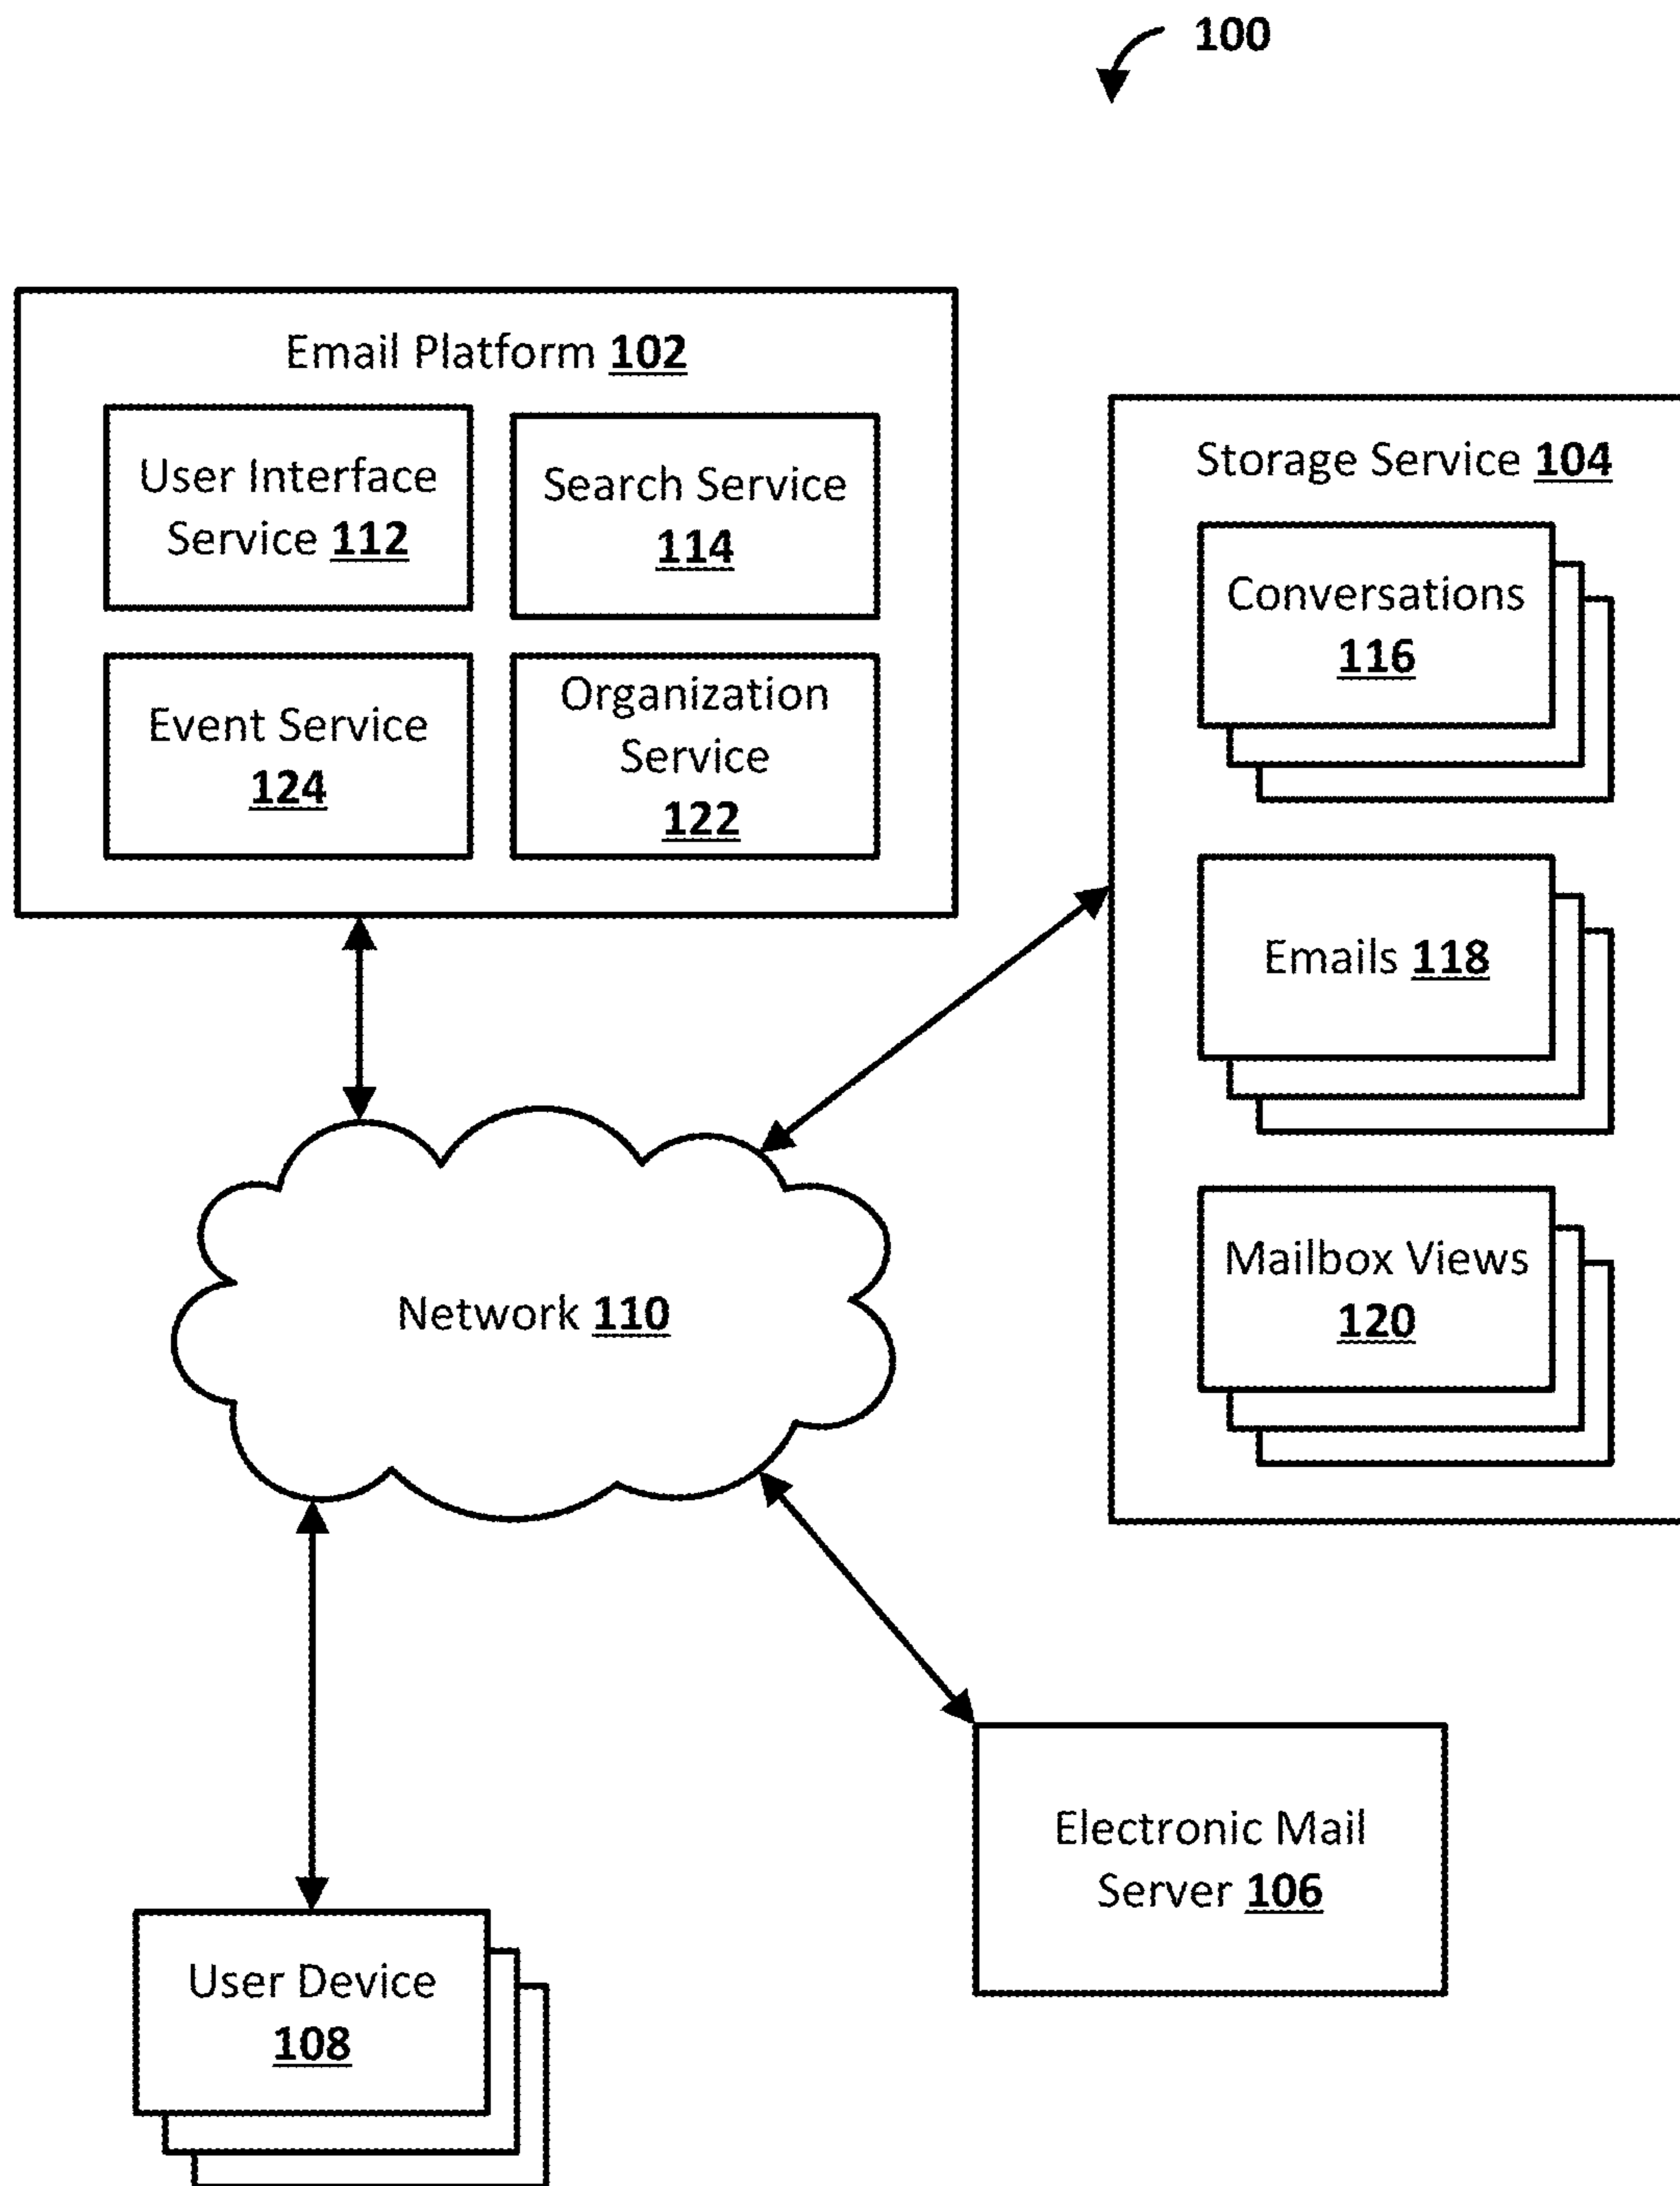 100
Email Platform 102
User Interface
Service 112
Search Service
114
Event Service
124
Organization
Service
122
Storage Service 104
Conversations
116
Emails 118
Mailbox Views
120
Network 110
Electronic Mail
Server 106
User Device
108